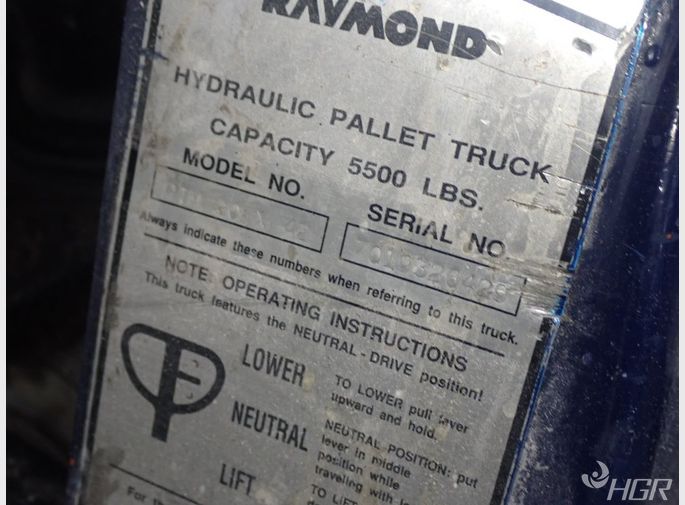 RAYMOND
HYDRAULIC PALLET TRUCK
CAPACITY 5500 LBS.
MODEL NO.
SERIAL NO.
Always indicate these numbers when referring to this truck.
NOTE: OPERATING INSTRUCTIONS
This truck features the NEUTRAL - DRIVE position!
LOWER
TO LOWER pull lever
upward and hold.
NEUTRAL
NEUTRAL POSITION: put
lever in middle
position while
traveling with
LIFT
TO LIFT
For
HGR